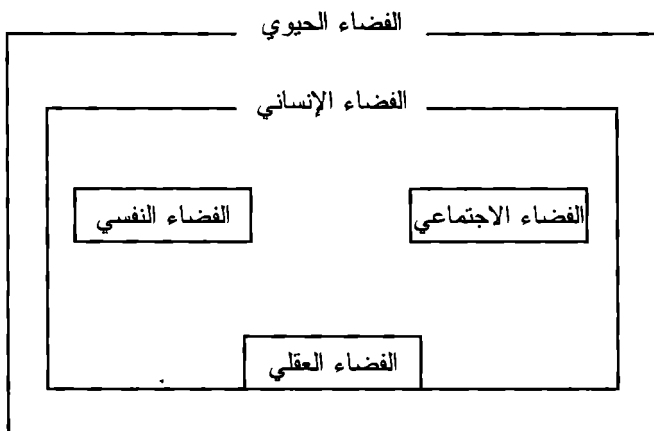 الفضاء الحيوي
الفضاء الإنساني
الفضاء الاجتماعي
الفضاء النفسي
الفضاء العقلي